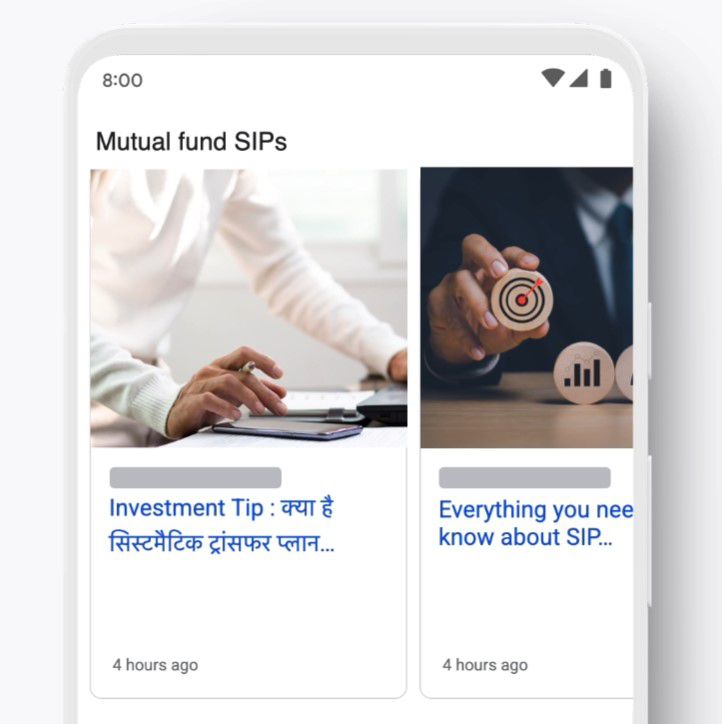 8:00
Mutual fund SIPs
Investment Tip : क्या है
सिस्टमैटिक ट्रांसफर प्लान...
4 hours ago
Everything you nee
know about SIP...
4 hours ago